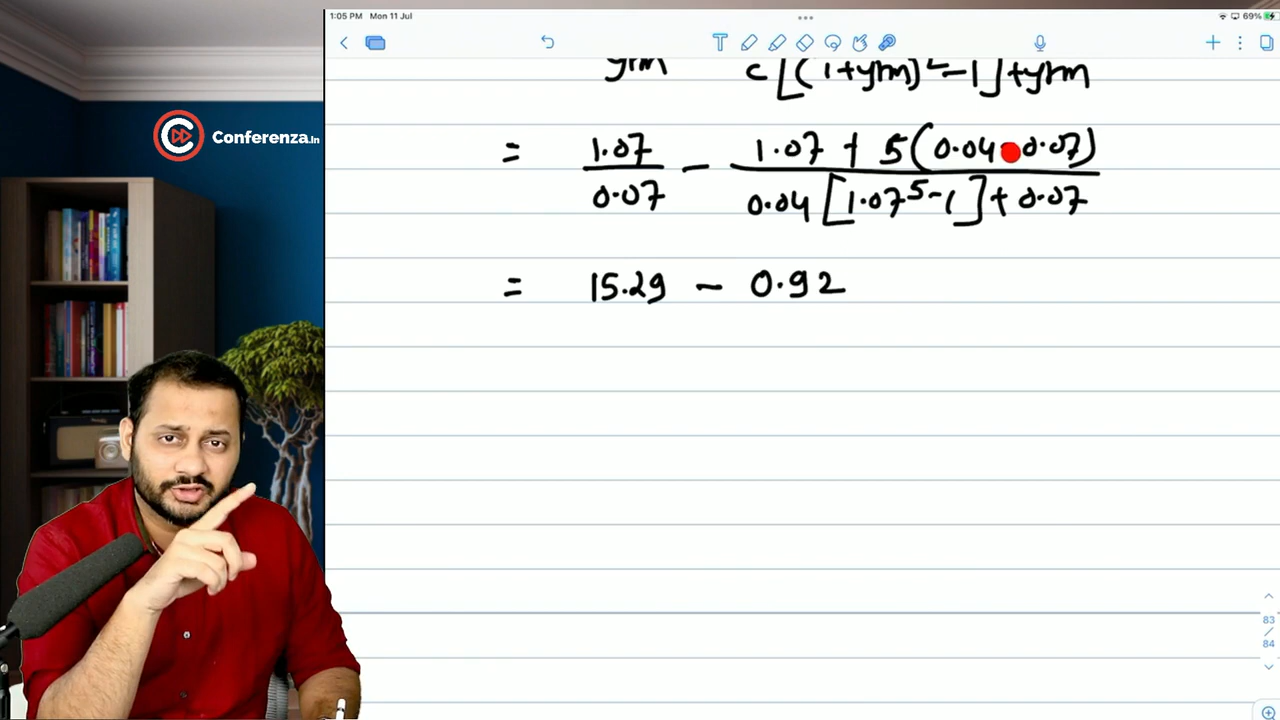 1:05 PM Mon 11 Jul
69%
Conferenza.in
ytm c[(1+ytm)^t-1]+ytm
= 1.07/0.07 - 1.07 + 5(0.04-0.07)/0.04[1.07^5-1]+0.07
= 15.29 - 0.92
83
/
84